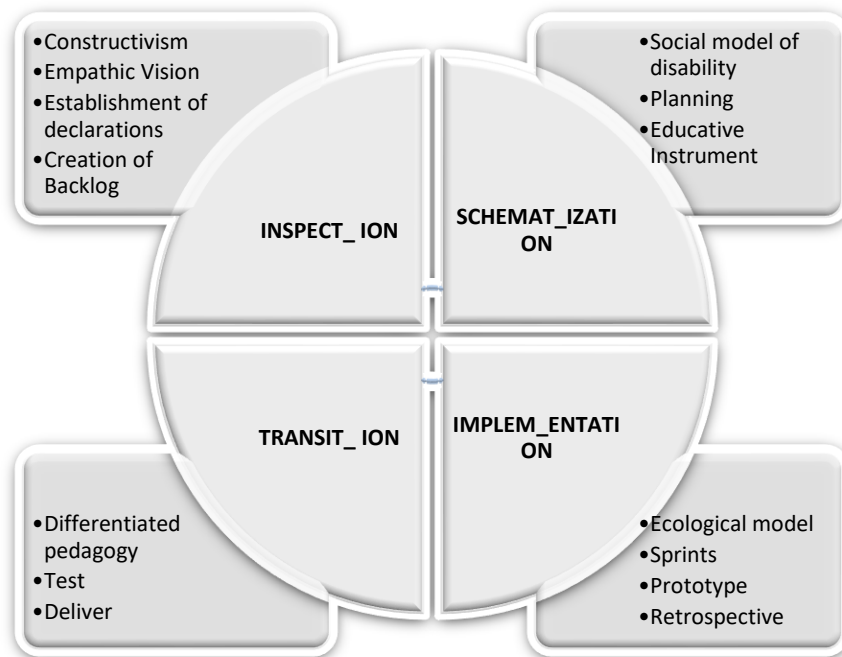 •Constructivism
•Empathic Vision
•Establishment of
declarations
•Creation of
Backlog
•Social model of
disability
•Planning
•Educative
Instrument
INSPECT_ ION
SCHEMAT_IZATI
ON
TRANSIT_ ION
IMPLEM_ENTATI
ON
•Differentiated
pedagogy
•Test
•Deliver
•Ecological model
•Sprints
•Prototype
•Retrospective